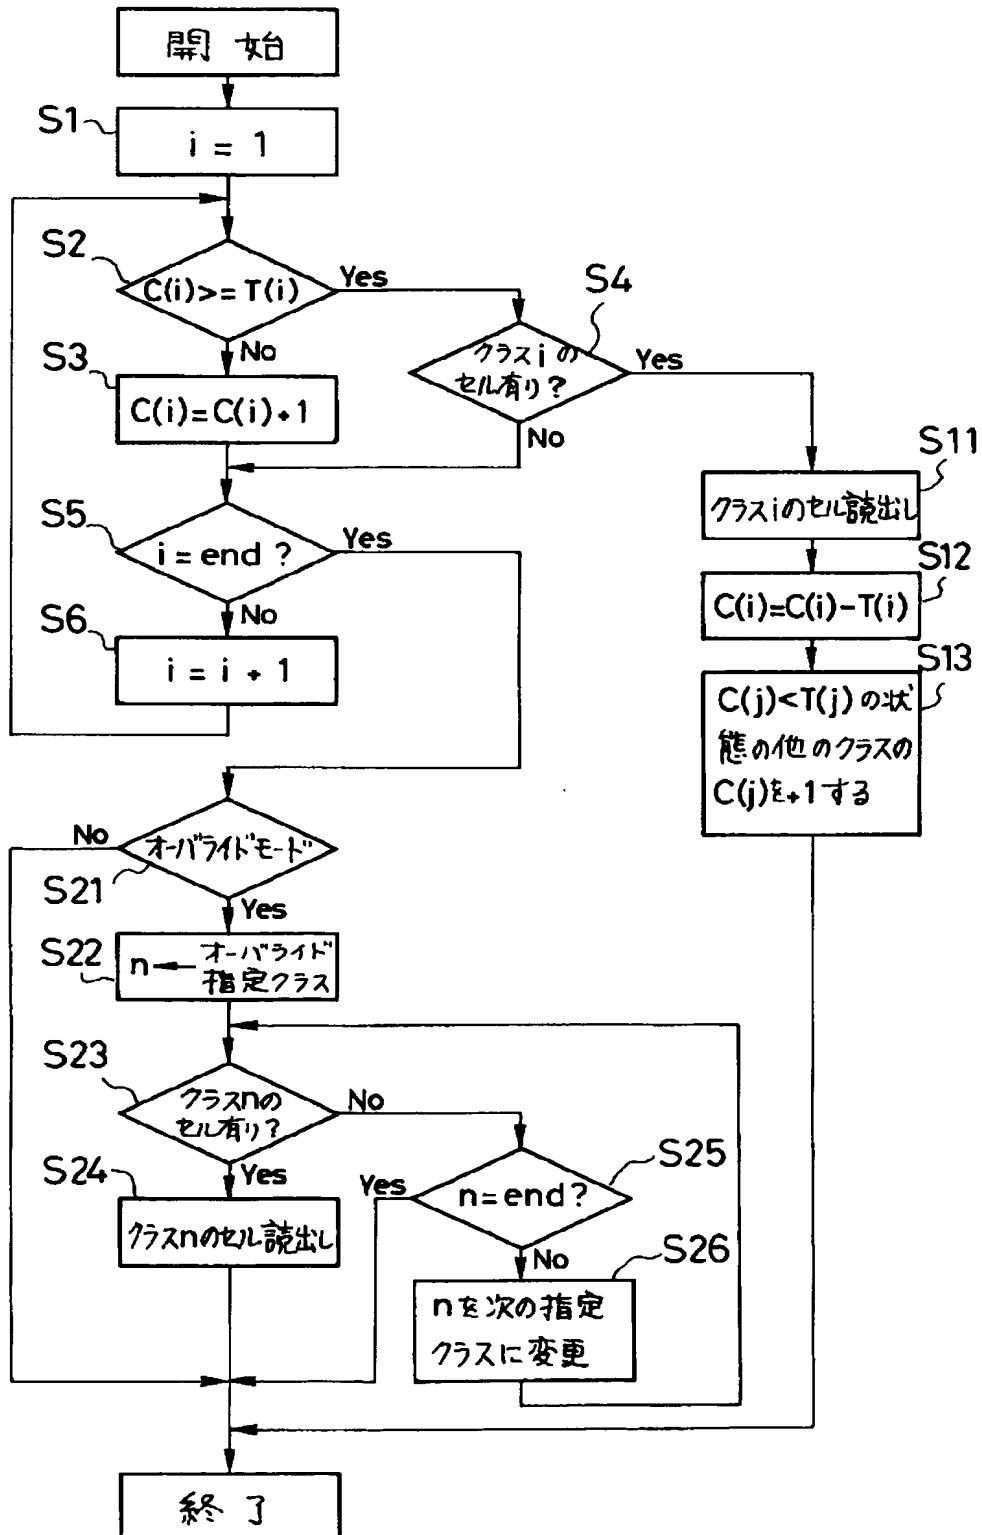 開始
S1
i = 1
S2
C(i)>=T(i)
Yes
No
S3
C(i)=C(i)+1
S4
クラスiの
セル有り?
Yes
No
S5
i=end ?
Yes
No
S6
i = i + 1
S11
クラスiのセル読出し
S12
C(i)=C(i)-T(i)
S13
C(j)<T(j)の状
態の他のクラスの
C(j)を+1する
No
オーバライドモード
S21
Yes
S22
n← オーバライド
指定クラス
S23
クラスnの
セル有り?
No
S24
Yes
クラスnのセル読出し
Yes
n=end?
S25
No
S26
nを次の指定
クラスに変更
終了